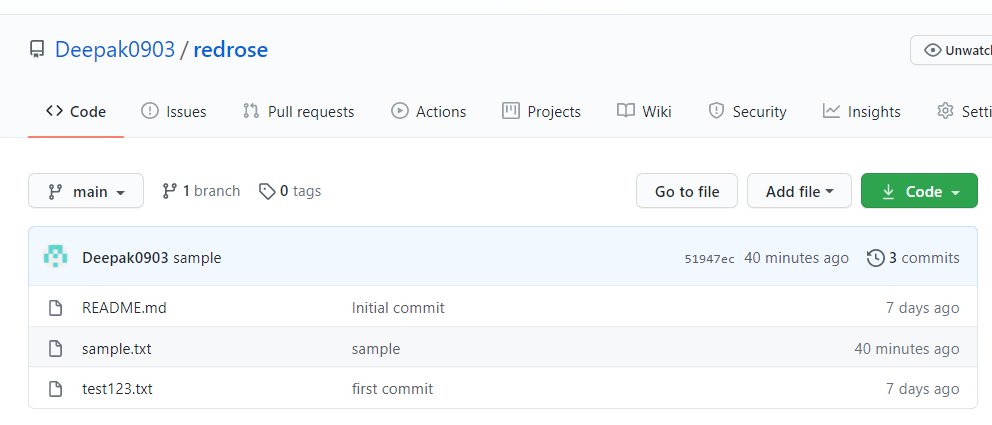 Deepak0903 / redrose
Unwatch
Code Issues Pull requests Actions Projects Wiki Security Insights Setti
main 1 branch 0 tags Go to file Add file Code
Deepak0903 sample 51947ec 40 minutes ago 3 commits
README.md Initial commit 7 days ago
sample.txt sample 40 minutes ago
test123.txt first commit 7 days ago